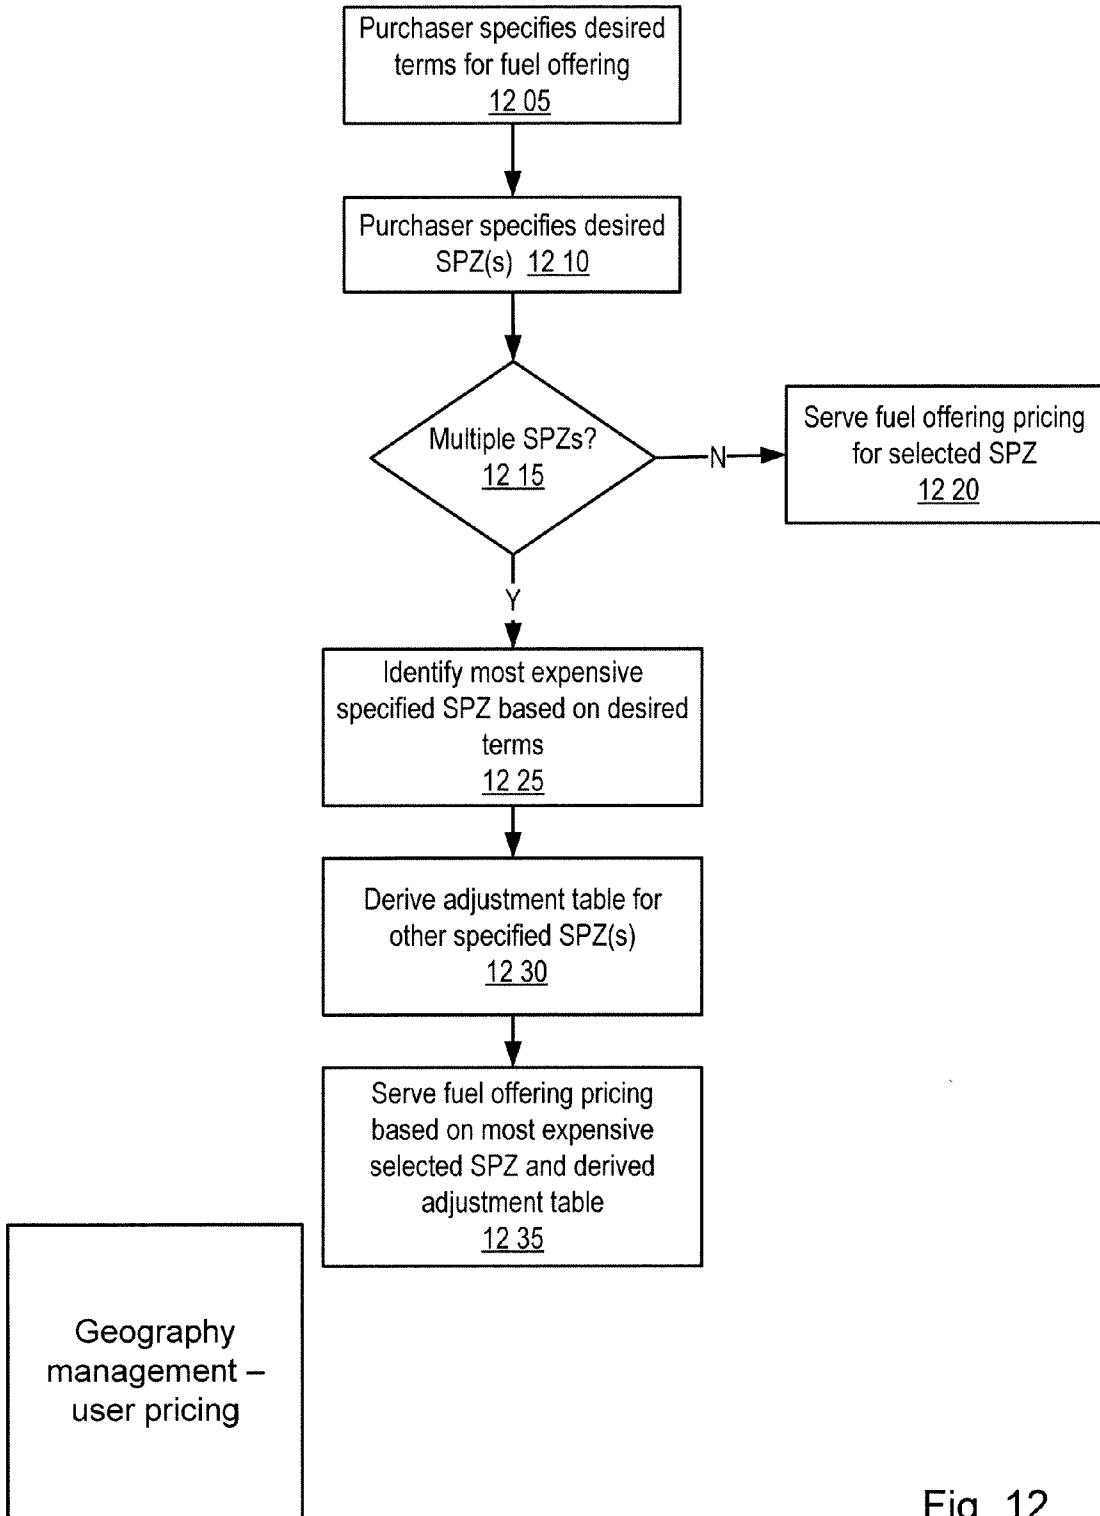 Purchaser specifies desired
terms for fuel offering
12 05
Purchaser specifies desired
SPZ(s) 12 10
Multiple SPZs?
12 15
N
Serve fuel offering pricing
for selected SPZ
12 20
Y
Identify most expensive
specified SPZ based on desired
terms
12 25
Derive adjustment table for
other specified SPZ(s)
12 30
Serve fuel offering pricing
based on most expensive
selected SPZ and derived
adjustment table
12 35
Geography
management –
user pricing
Fig. 12